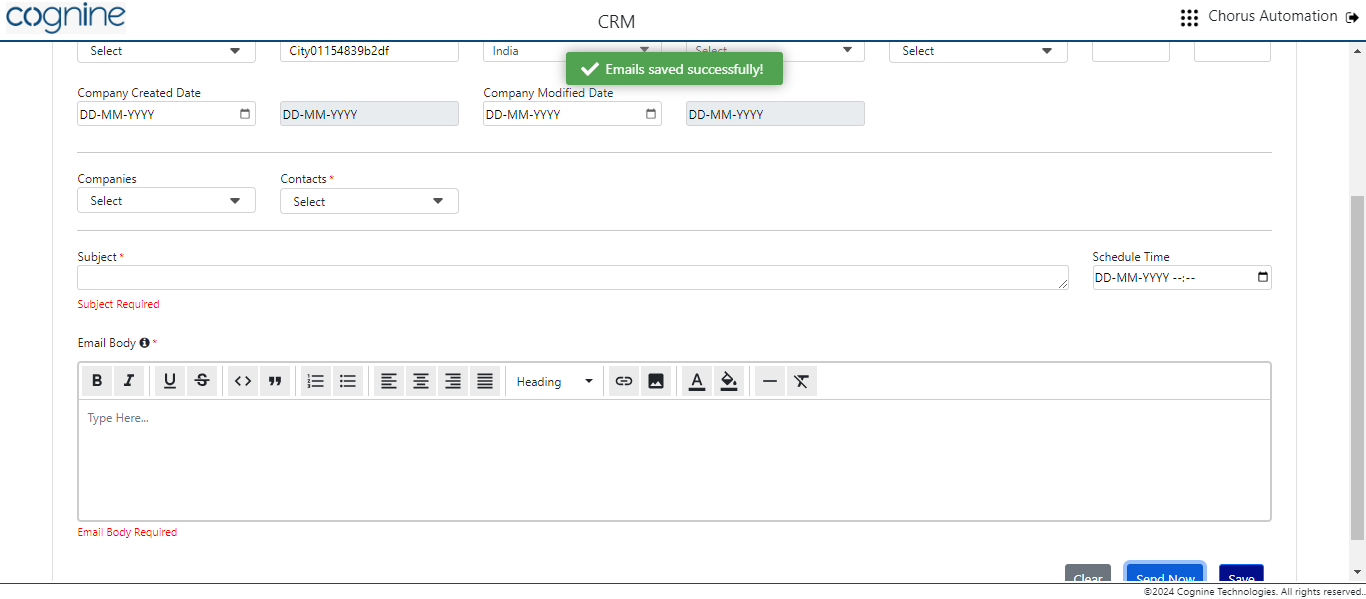 cognine
CRM
Chorus Automation
Select
City01154839b2df
India
Select
Select
Emails saved successfully!
Company Created Date
Company Modified Date
DD-MM-YYYY
DD-MM-YYYY
DD-MM-YYYY
DD-MM-YYYY
Companies
Contacts *
Select
Select
Subject *
Schedule Time
DD-MM-YYYY --:--
Subject Required
Email Body *
B I U S
Heading
A
Type Here...
Email Body Required
Clear
Send Now
Save
©2024 Cognine Technologies. All rights reserved.